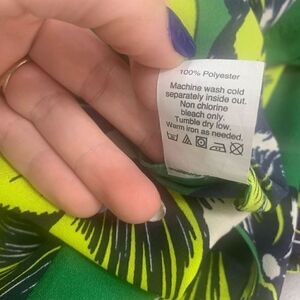 100% Polyester
Machine wash cold
separately inside out.
Non chlorine
bleach only.
Tumble dry low.
Warm iron as needed.